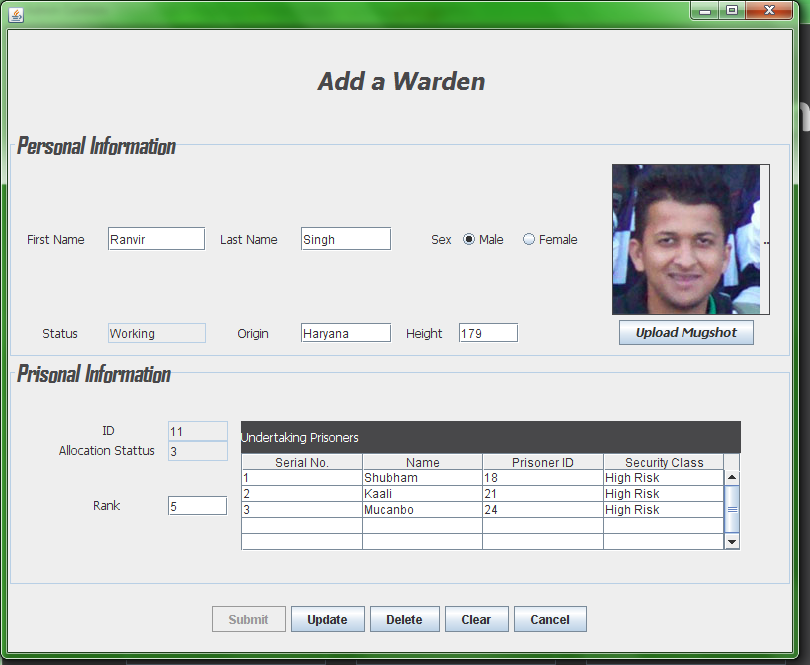 Add a Warden
Personal Information
First Name Ranvir Last Name Singh Sex Male Female
Status Working Origin Haryana Height 179
Upload Mugshot
Prisonal Information
ID 11
Allocation Stattus 3
Rank 5
Undertaking Prisoners
Serial No. Name Prisoner ID Security Class
1 Shubham 18 High Risk
2 Kaali 21 High Risk
3 Mucanbo 24 High Risk
Submit Update Delete Clear Cancel